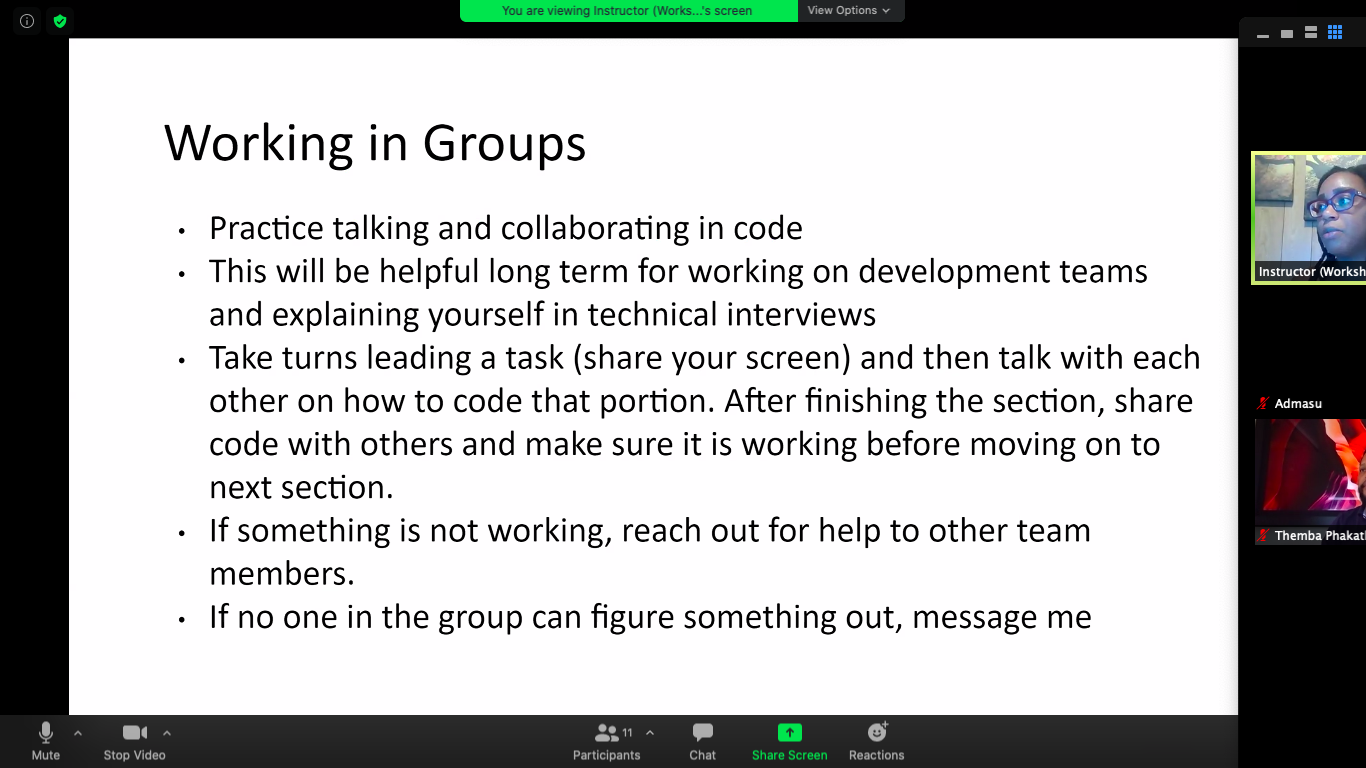 You are viewing Instructor (Works...'s screen
View Options
Working in Groups
• Practice talking and collaborating in code
• This will be helpful long term for working on development teams
and explaining yourself in technical interviews
• Take turns leading a task (share your screen) and then talk with each
other on how to code that portion. After finishing the section, share
code with others and make sure it is working before moving on to
next section.
• If something is not working, reach out for help to other team
members.
• If no one in the group can figure something out, message me
Instructor (Worksh
Admasu
Themba Phakat
Mute
Stop Video
11
Participants
Chat
Share Screen
Reactions